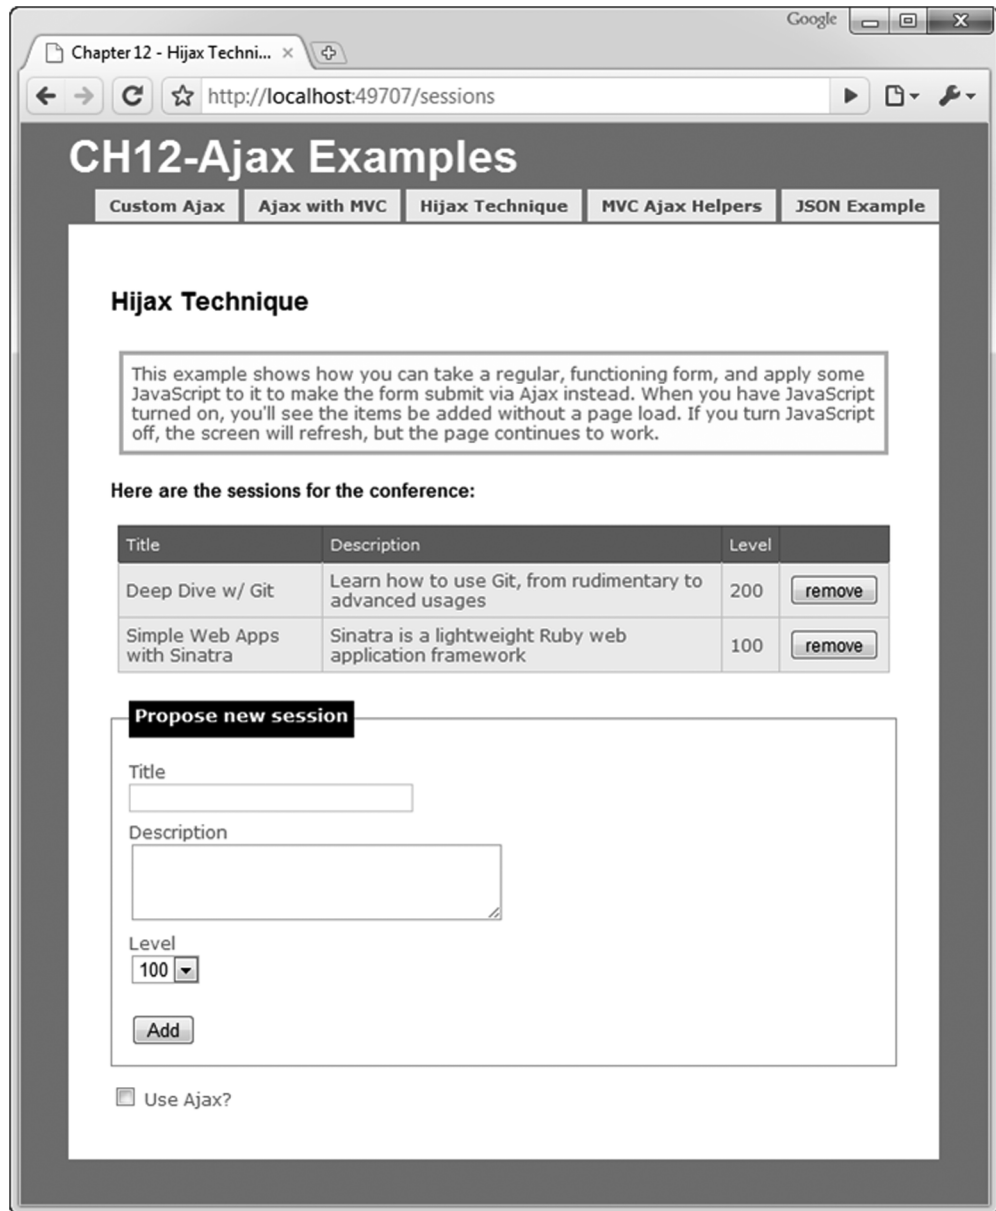 Google
Chapter 12 - Hijax Techni...
http://localhost:49707/sessions
CH12-Ajax Examples
Custom Ajax
Ajax with MVC
Hijax Technique
MVC Ajax Helpers
JSON Example
Hijax Technique
This example shows how you can take a regular, functioning form, and apply some
JavaScript to it to make the form submit via Ajax instead. When you have JavaScript
turned on, you'll see the items be added without a page load. If you turn JavaScript
off, the screen will refresh, but the page continues to work.
Here are the sessions for the conference:
Title Description Level
Deep Dive w/ Git
Learn how to use Git, from rudimentary to
advanced usages
200
remove
Simple Web Apps
with Sinatra
Sinatra is a lightweight Ruby web
application framework
100
remove
Propose new session
Title
Description
Level
100
Add
Use Ajax?